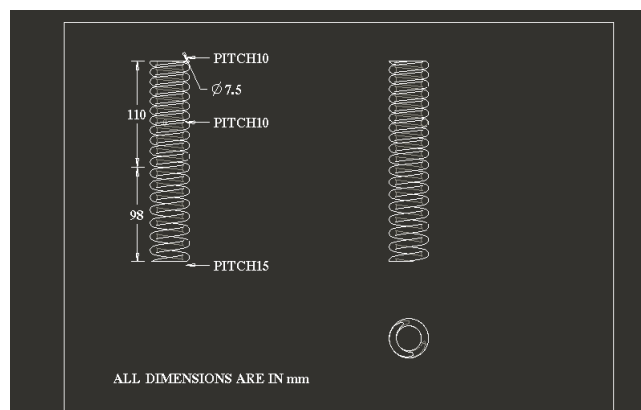 PITCH10
Ø7.5
110
PITCH10
98
PITCH15
ALL DIMENSIONS ARE IN mm